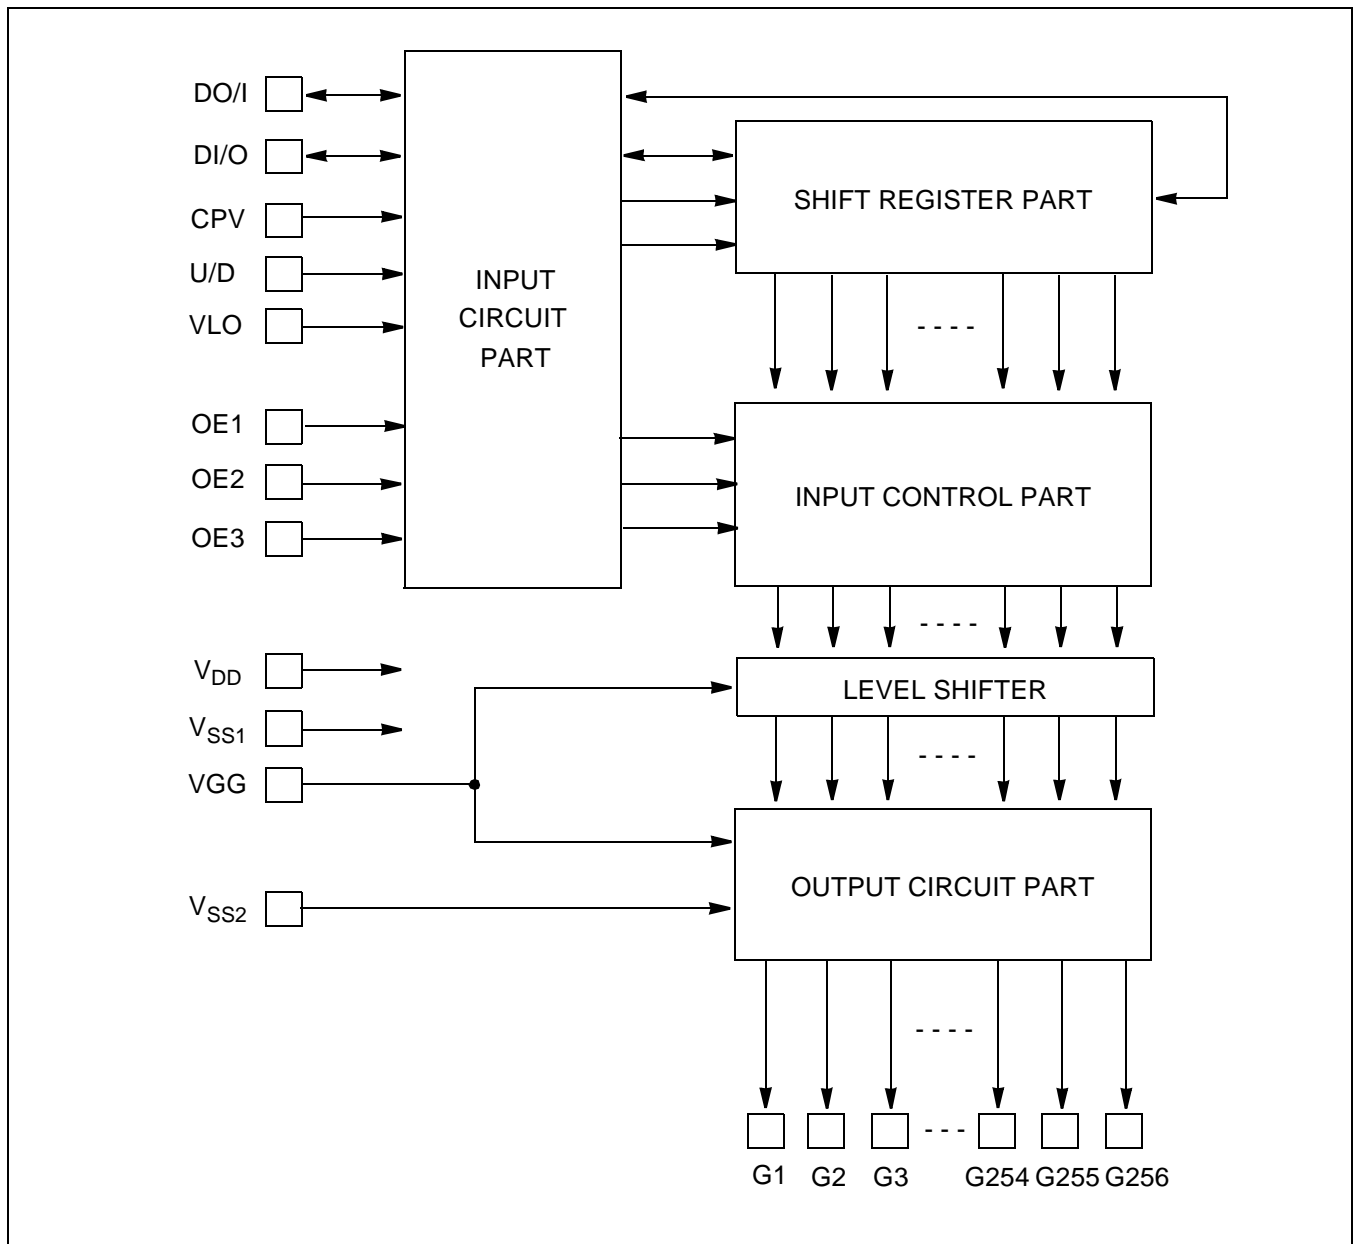 DO/I
DI/O
CPV
U/D
VLO
OE1
OE2
OE3
VDD
VSS1
VGG
VSS2
INPUT
CIRCUIT
PART
SHIFT REGISTER PART
- - - -
INPUT CONTROL PART
- - - -
LEVEL SHIFTER
- - - -
OUTPUT CIRCUIT PART
- - - -
- - -
G1 G2 G3 G254 G255 G256